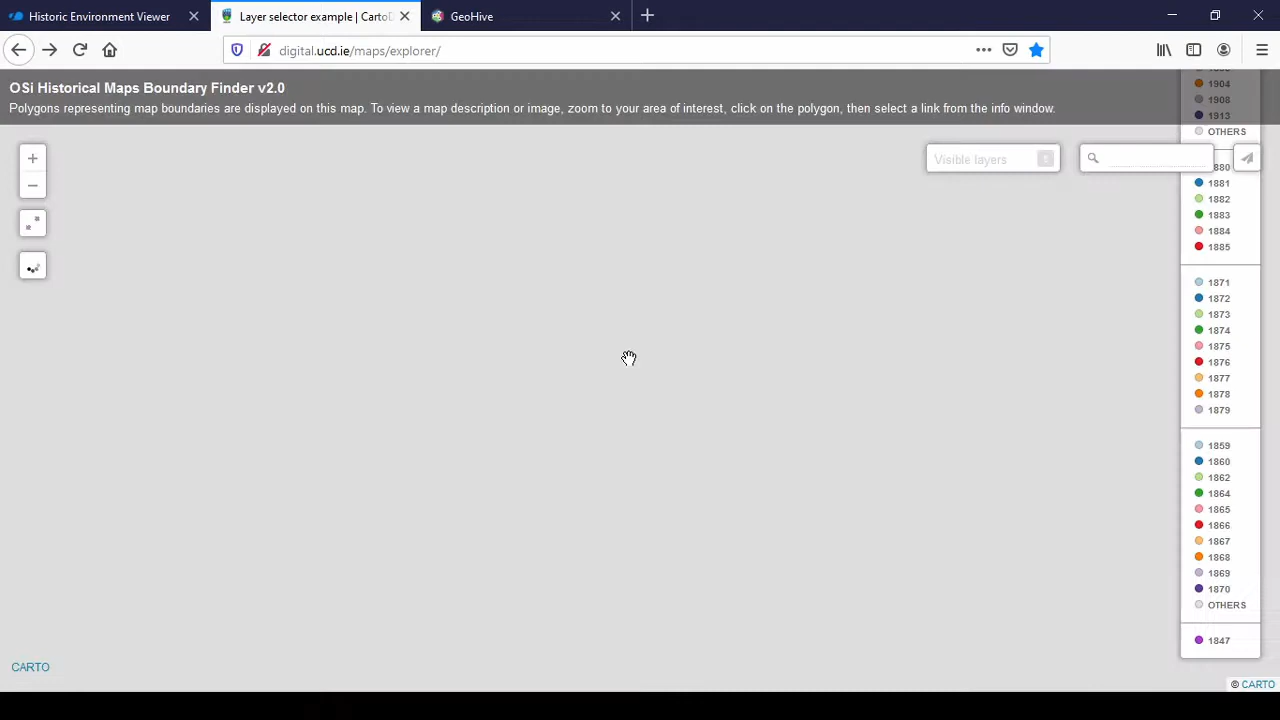 Historic Environment Viewer
Layer selector example | CartoD
GeoHive
digital.ucd.ie/maps/explorer/
OSi Historical Maps Boundary Finder v2.0
Polygons representing map boundaries are displayed on this map. To view a map description or image, zoom to your area of interest, click on the polygon, then select a link from the info window.
1904
1908
1913
OTHERS
Visible layers
1881
1882
1883
1884
1885
1871
1872
1873
1874
1875
1876
1877
1878
1879
1859
1860
1862
1864
1865
1866
1867
1868
1869
1870
OTHERS
1847
CARTO
© CARTO